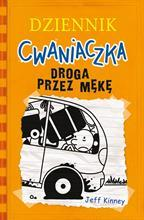 DZIENNIK
CWANIACZKA
DROGA
PRZEZ MĘKĘ
Jeff Kinney